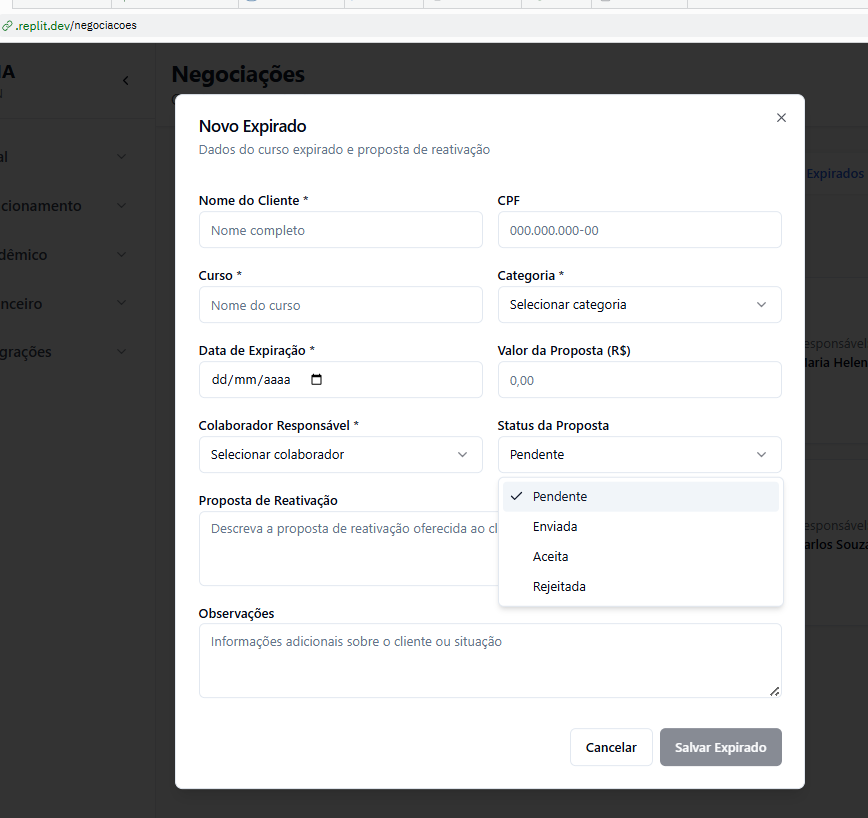 .replit.dev/negociacoes
Negociações
Novo Expirado
Dados do curso expirado e proposta de reativação
Nome do Cliente *
CPF
Nome completo
000.000.000-00
Curso *
Categoria *
Nome do curso
Selecionar categoria
Data de Expiração *
Valor da Proposta (R$)
dd/mm/aaaa
0,00
Colaborador Responsável *
Status da Proposta
Selecionar colaborador
Pendente
Proposta de Reativação
Descreva a proposta de reativação oferecida ao cl
Pendente
Enviada
Aceita
Rejeitada
Observações
Informações adicionais sobre o cliente ou situação
Cancelar
Salvar Expirado
IA
al
cionamento
dêmico
nceiro
grações
Expirados
esponsável
aria Helen
esponsável
arlos Souza